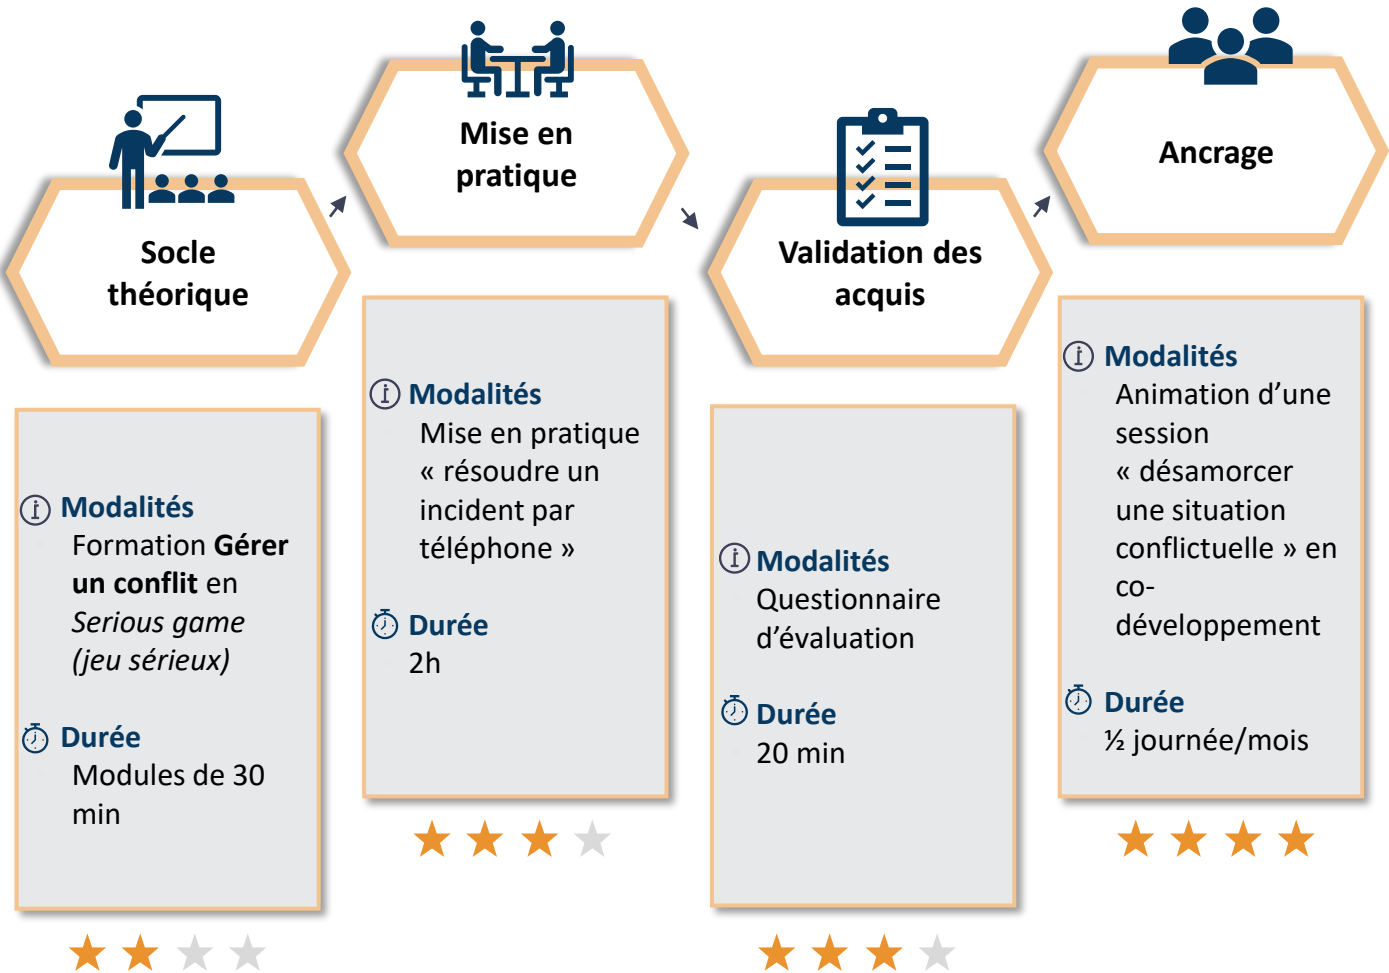 Socle
théorique
Modalités
Formation Gérer
un conflit en
Serious game
(jeu sérieux)
Durée
Modules de 30
min
Mise en
pratique
Modalités
Mise en pratique
« résoudre un
incident par
téléphone »
Durée
2h
Validation des
acquis
Modalités
Questionnaire
d’évaluation
Durée
20 min
Ancrage
Modalités
Animation d’une
session
« désamorcer
une situation
conflictuelle » en
co-
développement
Durée
½ journée/mois